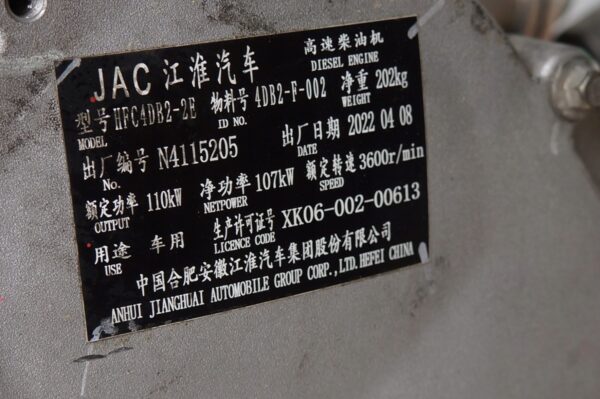 JAC 江淮汽车 高速柴油机
DIESEL ENGINE
型号 HFC4DB2-2E 物料号 4DB2-F-002 净重 202kg
MODEL ID NO. WEIGHT
出厂编号 N4115205 出厂日期 2022 04 08
No. DATE
额定功率 110kW 净功率 107kW 额定转速 3600r/min
OUTPUT NETPOWER SPEED
用途 车用 生产许可证号 XK06-002-00613
USE LICENCE CODE
中国合肥安徽江淮汽车集团股份有限公司
ANHUI JIANGHUAI AUTOMOBILE GROUP CORP., LTD. HEFEI CHINA